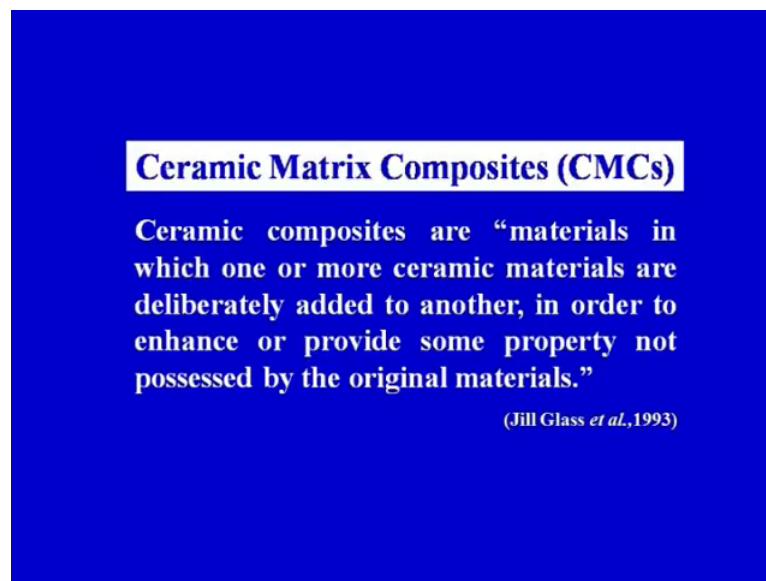 Ceramic Matrix Composites (CMCs)
Ceramic composites are “materials in
which one or more ceramic materials are
deliberately added to another, in order to
enhance or provide some property not
possessed by the original materials.”
(Jill Glass et al.,1993)